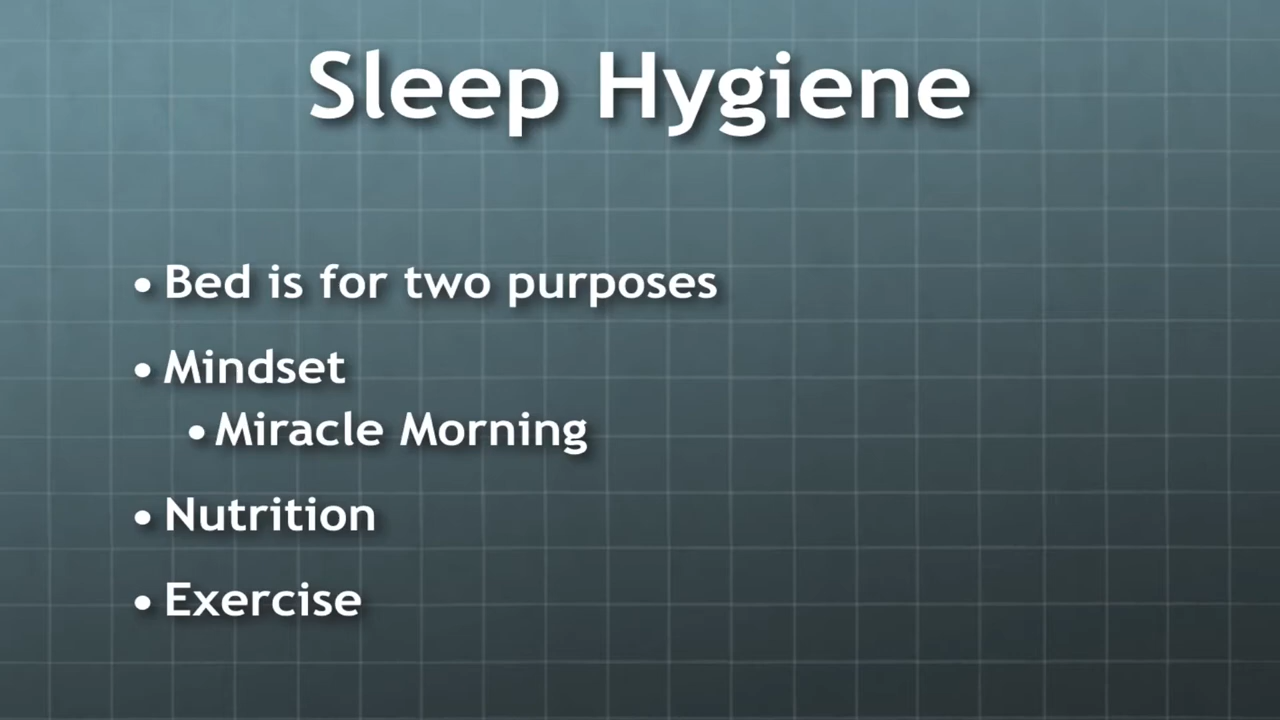 Sleep Hygiene
• Bed is for two purposes
• Mindset
• Miracle Morning
• Nutrition
• Exercise